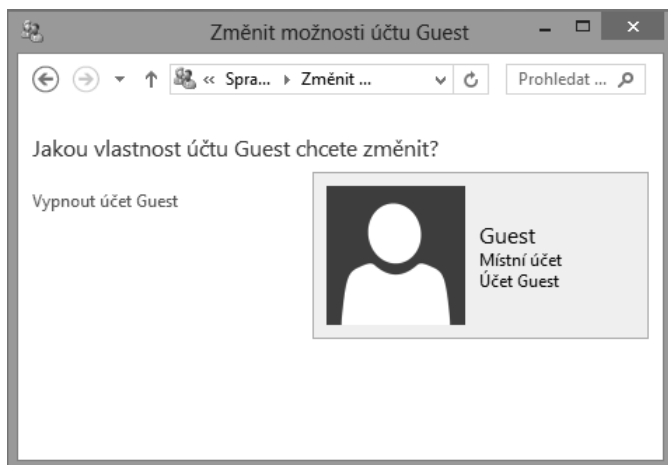 Změnit možnosti účtu Guest
« Spra... Změnit ... Prohledat ...
Jakou vlastnost účtu Guest chcete změnit?
Vypnout účet Guest
Guest
Místní účet
Účet Guest